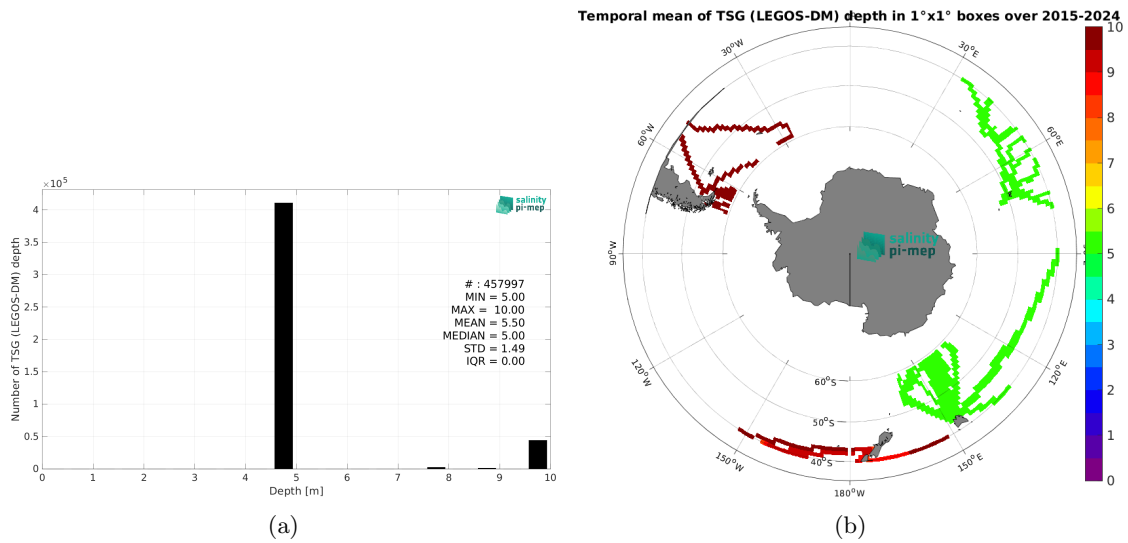 Temporal mean of TSG (LEGOS-DM) depth in 1°x1° boxes over 2015-2024
×10⁵
4
3.5
3
2.5
2
1.5
1
0.5
0
Number of TSG (LEGOS-DM) depth
salinity
pi-mep
# : 457997
MIN = 5.00
MAX = 10.00
MEAN = 5.50
MEDIAN = 5.00
STD = 1.49
IQR = 0.00
0 1 2 3 4 5 6 7 8 9 10
Depth [m]
(a)
30°W
30°E
60°W
60°E
90°W
salinity
pi-mep
120°W
120°E
60°S
50°S
40°S
150°W
150°E
180°W
10
9
8
7
6
5
4
3
2
1
0
(b)